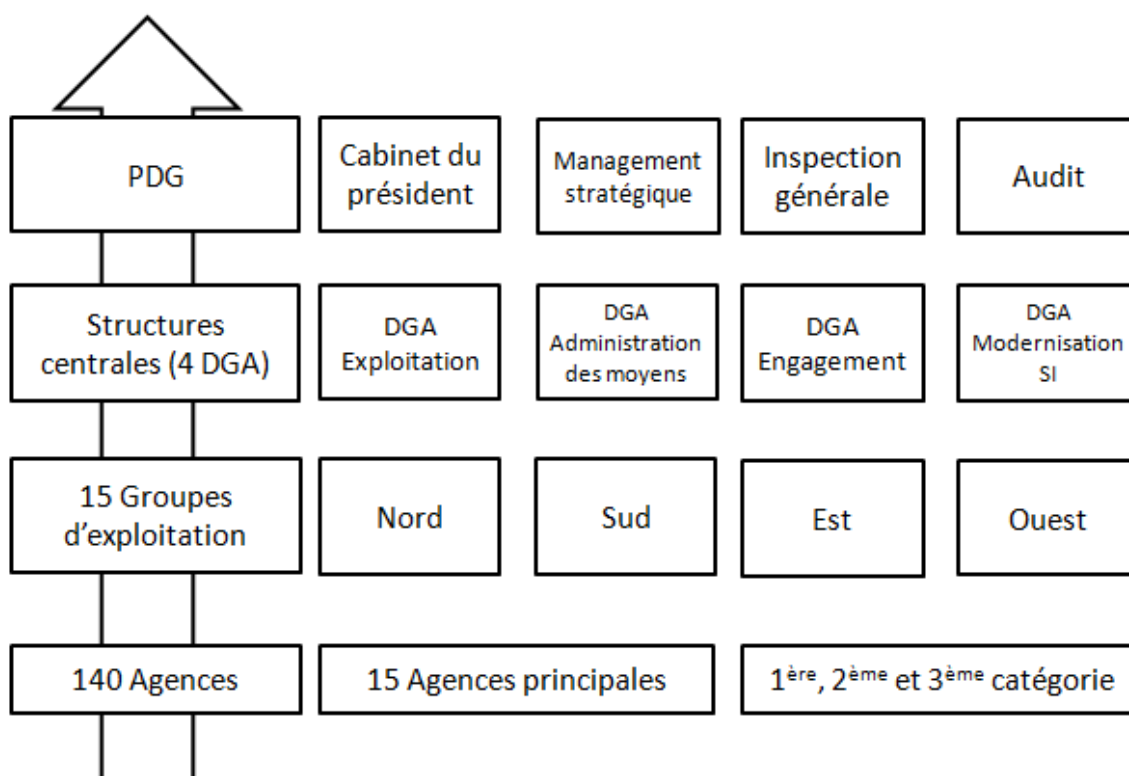 PDG
Cabinet du
président
Management
stratégique
Inspection
générale
Audit
Structures
centrales (4 DGA)
DGA
Exploitation
DGA
Administration
des moyens
DGA
Engagement
DGA
Modernisation
SI
15 Groupes
d’exploitation
Nord
Sud
Est
Ouest
140 Agences
15 Agences principales
1ère, 2ème et 3ème catégorie